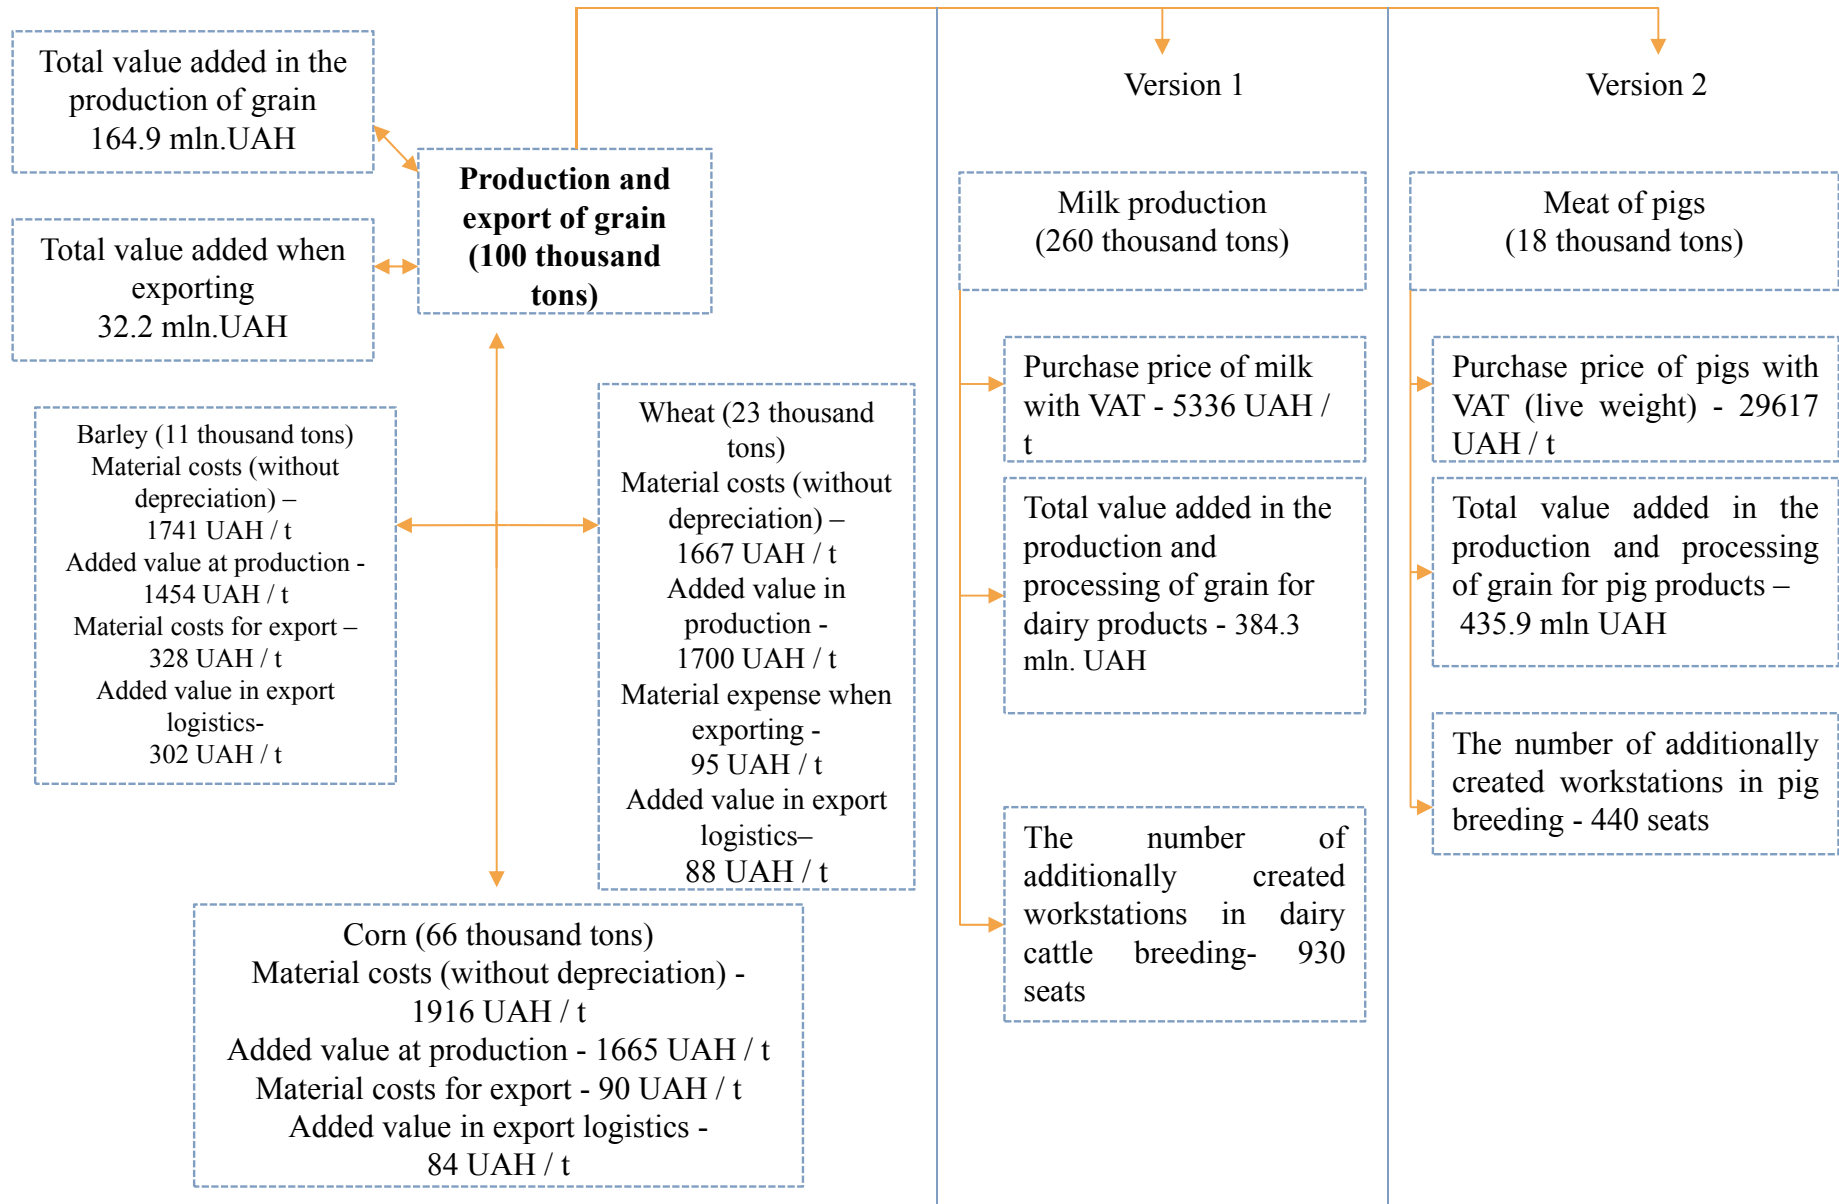 Total value added in the
production of grain
164.9 mln.UAH
Total value added when
exporting
32.2 mln.UAH
Production and
export of grain
(100 thousand
tons)
Barley (11 thousand tons)
Material costs (without
depreciation) –
1741 UAH / t
Added value at production -
1454 UAH / t
Material costs for export –
328 UAH / t
Added value in export
logistics-
302 UAH / t
Wheat (23 thousand
tons)
Material costs (without
depreciation) –
1667 UAH / t
Added value in
production -
1700 UAH / t
Material expense when
exporting -
95 UAH / t
Added value in export
logistics–
88 UAH / t
Corn (66 thousand tons)
Material costs (without depreciation) -
1916 UAH / t
Added value at production - 1665 UAH / t
Material costs for export - 90 UAH / t
Added value in export logistics -
84 UAH / t
Version 1
Milk production
(260 thousand tons)
Purchase price of milk
with VAT - 5336 UAH /
t
Total value added in the
production and
processing of grain for
dairy products - 384.3
mln. UAH
The number of
additionally created
workstations in dairy
cattle breeding- 930
seats
Version 2
Meat of pigs
(18 thousand tons)
Purchase price of pigs with
VAT (live weight) - 29617
UAH / t
Total value added in the
production and processing
of grain for pig products –
435.9 mln UAH
The number of additionally
created workstations in pig
breeding - 440 seats